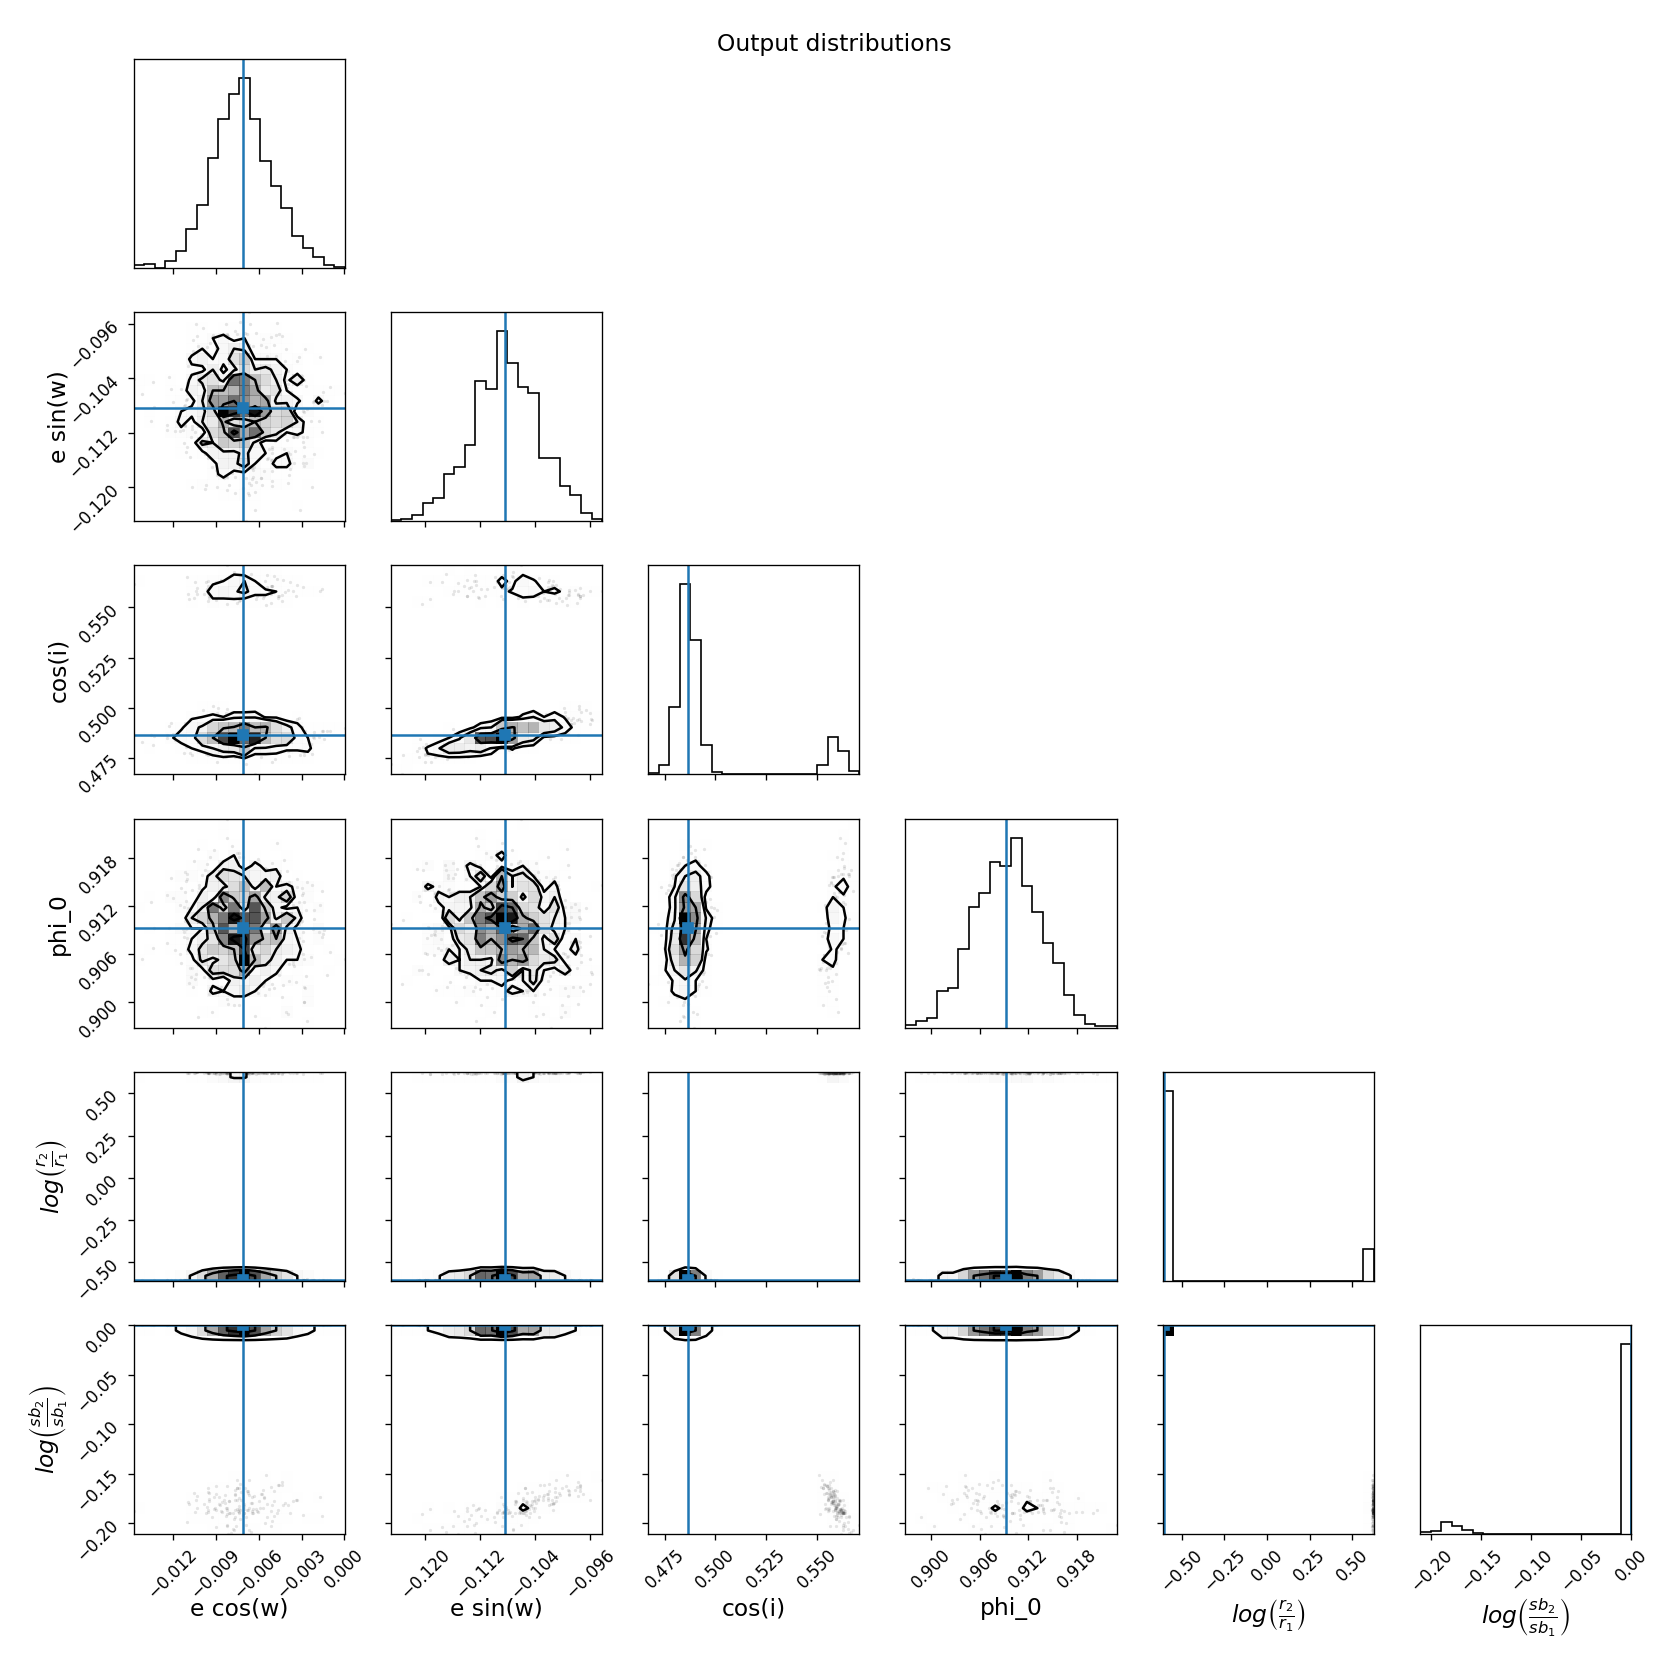 Output distributions
e sin(w)
−0.096
−0.104
−0.112
−0.120
cos(i)
0.550
0.525
0.500
0.475
phi_0
0.918
0.912
0.906
0.900
log(r2/r1)
0.50
0.25
0.00
−0.25
−0.50
log(sb2/sb1)
0.00
−0.05
−0.10
−0.15
−0.20
−0.012 −0.009 −0.006 −0.003 0.000 −0.120 −0.112 −0.104 −0.096 0.475 0.500 0.525 0.550 0.900 0.906 0.912 0.918 −0.50 −0.25 0.00 0.25 0.50 −0.20 −0.15 −0.10 −0.05 0.00
e cos(w) e sin(w) cos(i) phi_0 log(r2/r1) log(sb2/sb1)